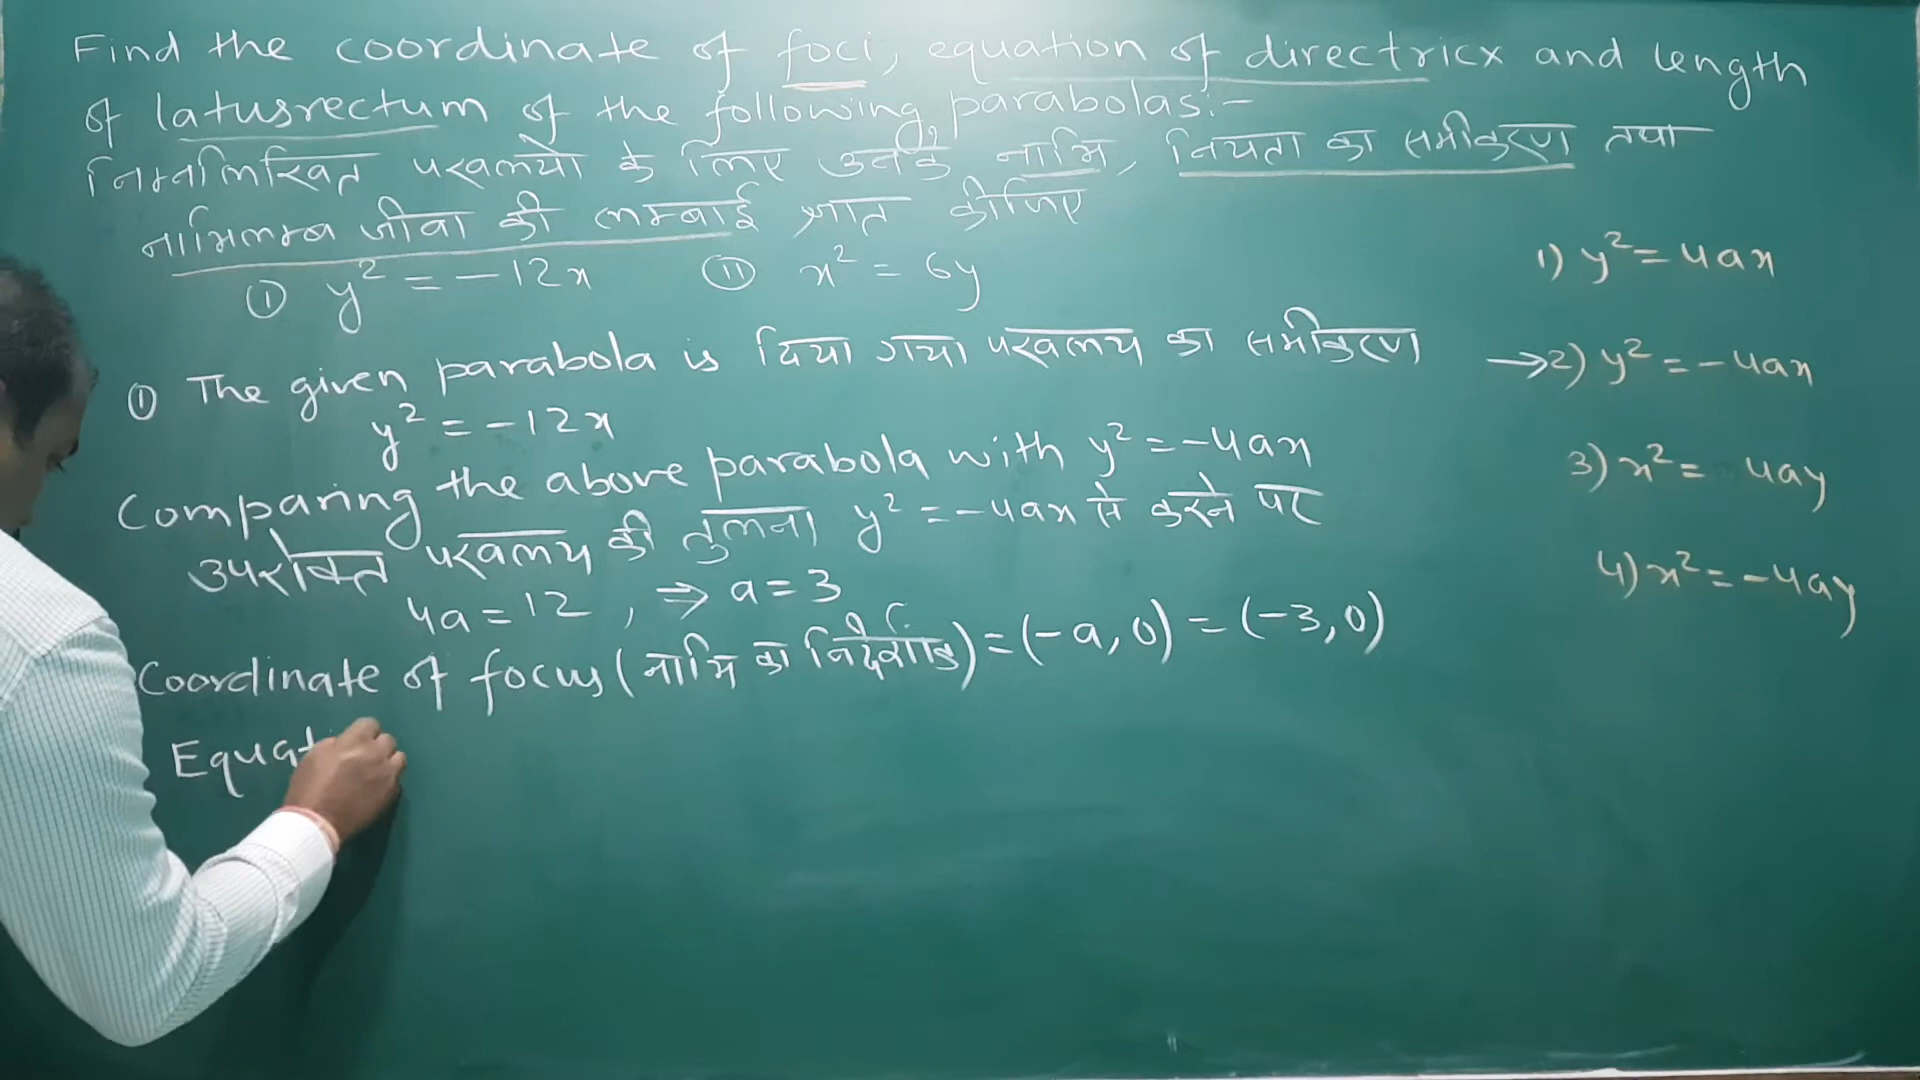 Find the coordinate of foci, equation of directricx and length
of latusrectum of the following parabolas:-
निम्नलिखित परवलयो के लिए उनके नाभि, नियता का समीकरण तथा
नाभिलम्ब जीवा की लम्बाई ज्ञात कीजिए
① y² = -12x ⑪ x² = 6y
① The given parabola is दिया गया परवलय का समीकरण
y² = -12x
Comparing the above parabola with y² = -4ax
उपरोक्त परवलय की तुलना y² = -4ax से करने पर
4a = 12 , ⇒ a = 3
Coordinate of focus (नाभि का निर्देशांक) = (-a, 0) = (-3, 0)
Equat
1) y² = 4ax
→2) y² = -4ax
3) x² = 4ay
4) x² = -4ay